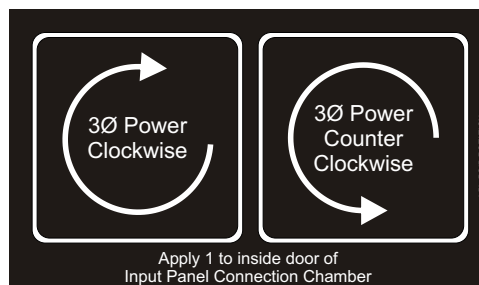 3Ø Power
Clockwise
3Ø Power
Counter
Clockwise
Apply 1 to inside door of
Input Panel Connection Chamber